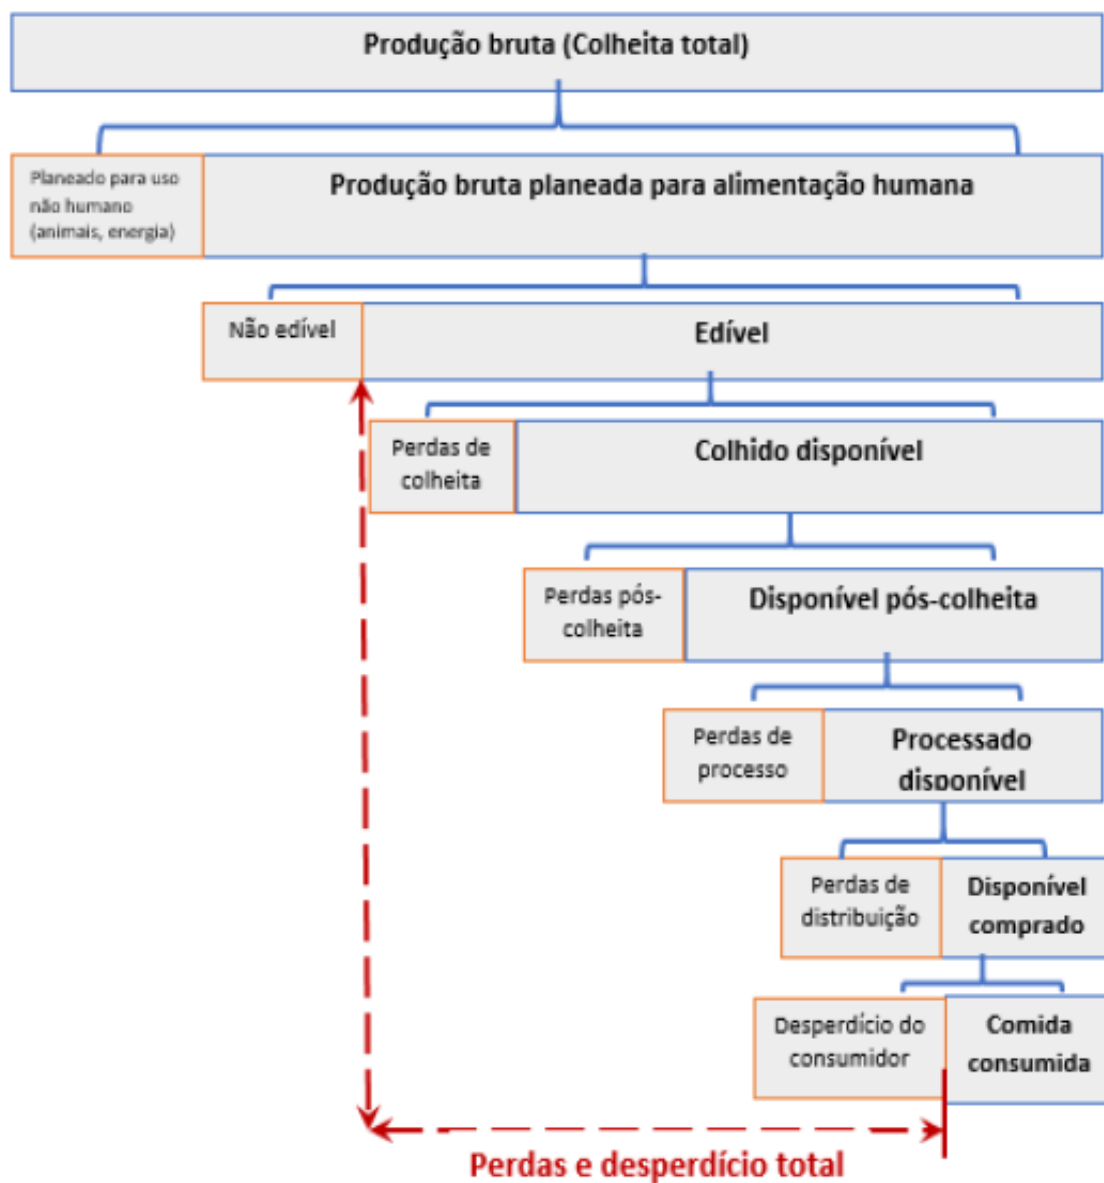 Produção bruta (Colheita total)
Planeado para uso
não humano
(animais, energia)
Produção bruta planeada para alimentação humana
Não edível
Edível
Perdas de
colheita
Colhido disponível
Perdas pós-
colheita
Disponível pós-colheita
Perdas de
processo
Processado
disponível
Perdas de
distribuição
Disponível
comprado
Desperdício do
consumidor
Comida
consumida
Perdas e desperdício total